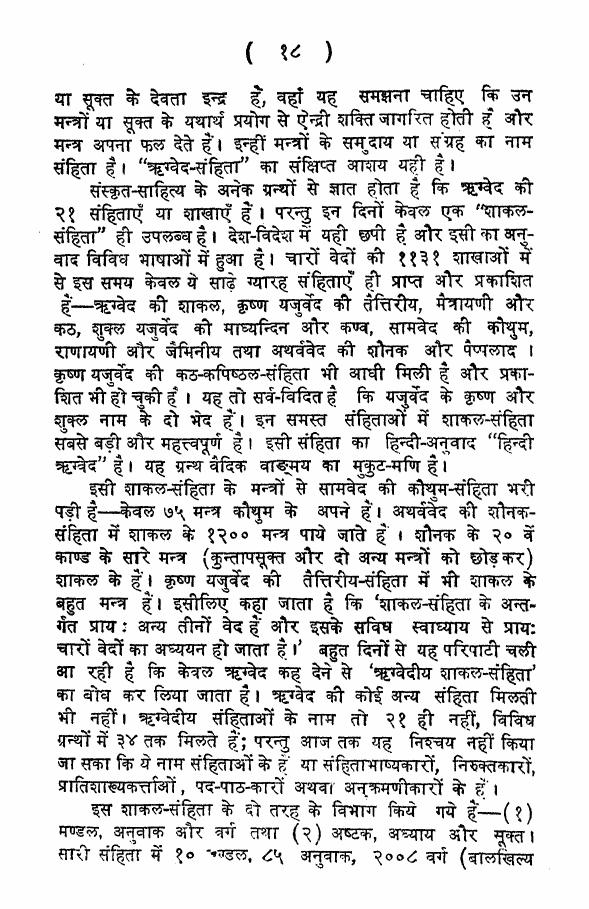 ( १८ )
या सूक्त के देवता इन्द्र हैं, वहाँ यह समझना चाहिए कि उन
मन्त्रों या सूक्त के यथार्थ प्रयोग से ऐन्द्री शक्ति जागरित होती है और
मन्त्र अपना फल देते हैं। इन्हीं मन्त्रों के समुदाय या संग्रह का नाम
संहिता है। “ऋग्वेद-संहिता” का संक्षिप्त आशय यही है।
संस्कृत-साहित्य के अनेक ग्रन्थों से ज्ञात होता है कि ऋग्वेद की
२१ संहिताएँ या शाखाएँ हैं। परन्तु इन दिनों केवल एक “शाकल-
संहिता” ही उपलब्ध है। देश-विदेश में यही छपी है और इसी का अनु-
वाद विविध भाषाओं में हुआ है। चारों वेदों की ११३१ शाखाओं में
से इस समय केवल ये साढ़े ग्यारह संहिताएँ ही प्राप्त और प्रकाशित
हैं—ऋग्वेद की शाकल, कृष्ण यजुर्वेद की तैत्तिरीय, मैत्रायणी और
कठ, शुक्ल यजुर्वेद की माध्यन्दिन और कण्व, सामवेद की कौथुम,
राणायणी और जैमिनीय तथा अथर्ववेद की शौनक और पैप्पलाद।
कृष्ण यजुर्वेद की कठ-कपिष्ठल-संहिता भी आधी मिली है और प्रका-
शित भी हो चुकी है। यह तो सर्व-विदित है कि यजुर्वेद के कृष्ण और
शुक्ल नाम के दो भेद हैं। इन समस्त संहिताओं में शाकल-संहिता
सबसे बड़ी और महत्त्वपूर्ण है। इसी संहिता का हिन्दी-अनुवाद “हिन्दी
ऋग्वेद” है। यह ग्रन्थ वैदिक वाङमय का मुकुट-मणि है।
इसी शाकल-संहिता के मन्त्रों से सामवेद की कौथुम-संहिता भरी
पड़ी है—केवल ७५ मन्त्र कौथुम के अपने हैं। अथर्ववेद की शौनक-
संहिता में शाकल के १२०० मन्त्र पाये जाते हैं। शौनक के २० वें
काण्ड के सारे मन्त्र (कुन्तापसूक्त और दो अन्य मन्त्रों को छोड़कर)
शाकल के हैं। कृष्ण यजुर्वेद की तैत्तिरीय-संहिता में भी शाकल के
बहुत मन्त्र हैं। इसीलिए कहा जाता है कि ‘शाकल-संहिता के अन्त-
र्गत प्रायः अन्य तीनों वेद हैं और इसके सविध स्वाध्याय से प्रायः
चारों वेदों का अध्ययन हो जाता है।’ बहुत दिनों से यह परिपाटी चली
आ रही है कि केवल ऋग्वेद कह देने से ‘ऋग्वेदीय शाकल-संहिता’
का बोध कर लिया जाता है। ऋग्वेद की कोई अन्य संहिता मिलती
भी नहीं। ऋग्वेदीय संहिताओं के नाम तो २१ ही नहीं, विविध
ग्रन्थों में ३४ तक मिलते हैं; परन्तु आज तक यह निश्चय नहीं किया
जा सका कि ये नाम संहिताओं के हैं या संहिताभाष्यकारों, निरुक्तकारों,
प्रातिशाख्यकर्त्ताओं, पद-पाठ-कारों अथवा अनुक्रमणीकारों के हैं।
इस शाकल-संहिता के दो तरह के विभाग किये गये हैं—(१)
मण्डल, अनुवाक और वर्ग तथा (२) अष्टक, अध्याय और सूक्त।
सारी संहिता में १० मण्डल, ८५ अनुवाक, २००८ वर्ग (बालखिल्य